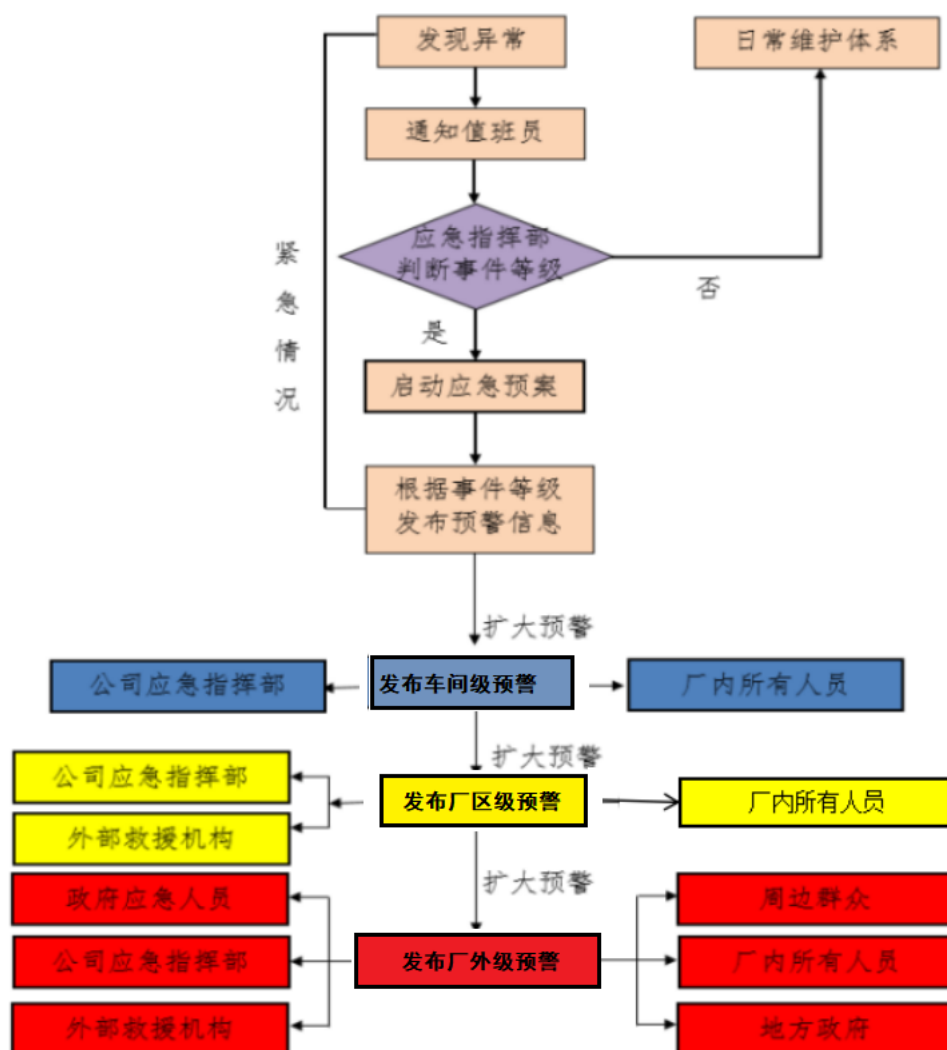 发现异常
日常维护体系
通知值班员
应急指挥部
判断事件等级
紧急情况
否
是
启动应急预案
根据事件等级
发布预警信息
扩大预警
公司应急指挥部
发布车间级预警
厂内所有人员
扩大预警
公司应急指挥部
外部救援机构
发布厂区级预警
厂内所有人员
扩大预警
政府应急人员
公司应急指挥部
外部救援机构
发布厂外级预警
周边群众
厂内所有人员
地方政府